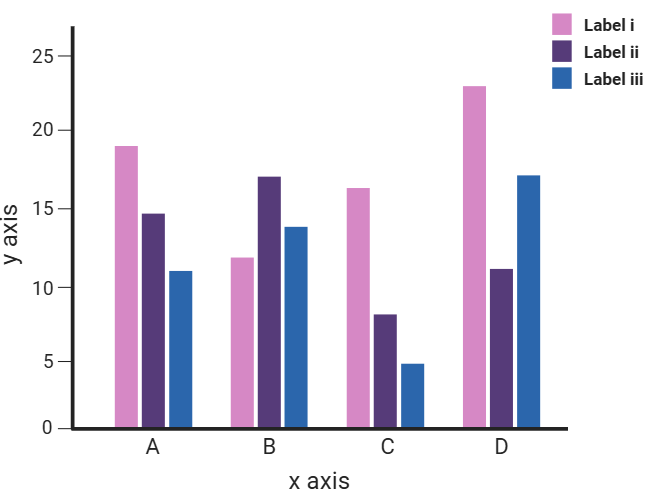 Label i
Label ii
Label iii
25
20
15
10
5
0
y axis
A B C D
x axis